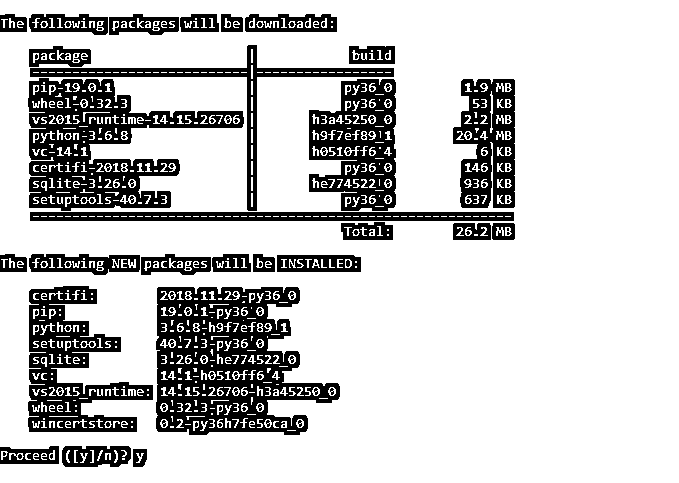 The following packages will be downloaded:
package | build
---------------------------|-----------------
pip-19.0.1 | py36_0 1.9 MB
wheel-0.32.3 | py36_0 53 KB
vs2015_runtime-14.15.26706 | h3a45250_0 2.2 MB
python-3.6.8 | h9f7ef89_1 20.4 MB
vc-14.1 | h0510ff6_4 6 KB
certifi-2018.11.29 | py36_0 146 KB
sqlite-3.26.0 | he774522_0 936 KB
setuptools-40.7.3 | py36_0 637 KB
------------------------------------------------------------
Total: 26.2 MB
The following NEW packages will be INSTALLED:
certifi: 2018.11.29-py36_0
pip: 19.0.1-py36_0
python: 3.6.8-h9f7ef89_1
setuptools: 40.7.3-py36_0
sqlite: 3.26.0-he774522_0
vc: 14.1-h0510ff6_4
vs2015_runtime: 14.15.26706-h3a45250_0
wheel: 0.32.3-py36_0
wincertstore: 0.2-py36h7fe50ca_0
Proceed ([y]/n)? y